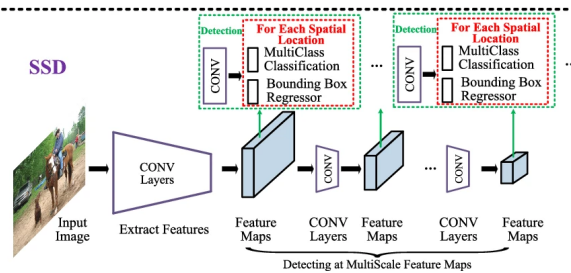 SSD
Detection
For Each Spatial
Location
CONV
MultiClass
Classification
Bounding Box
Regressor
...
Detection
For Each Spatial
Location
CONV
MultiClass
Classification
Bounding Box
Regressor
...
CONV
Layers
CONV
...
CONV
Input
Image
Extract Features
Feature
Maps
CONV
Layers
Feature
Maps
CONV
Layers
Feature
Maps
Detecting at MultiScale Feature Maps